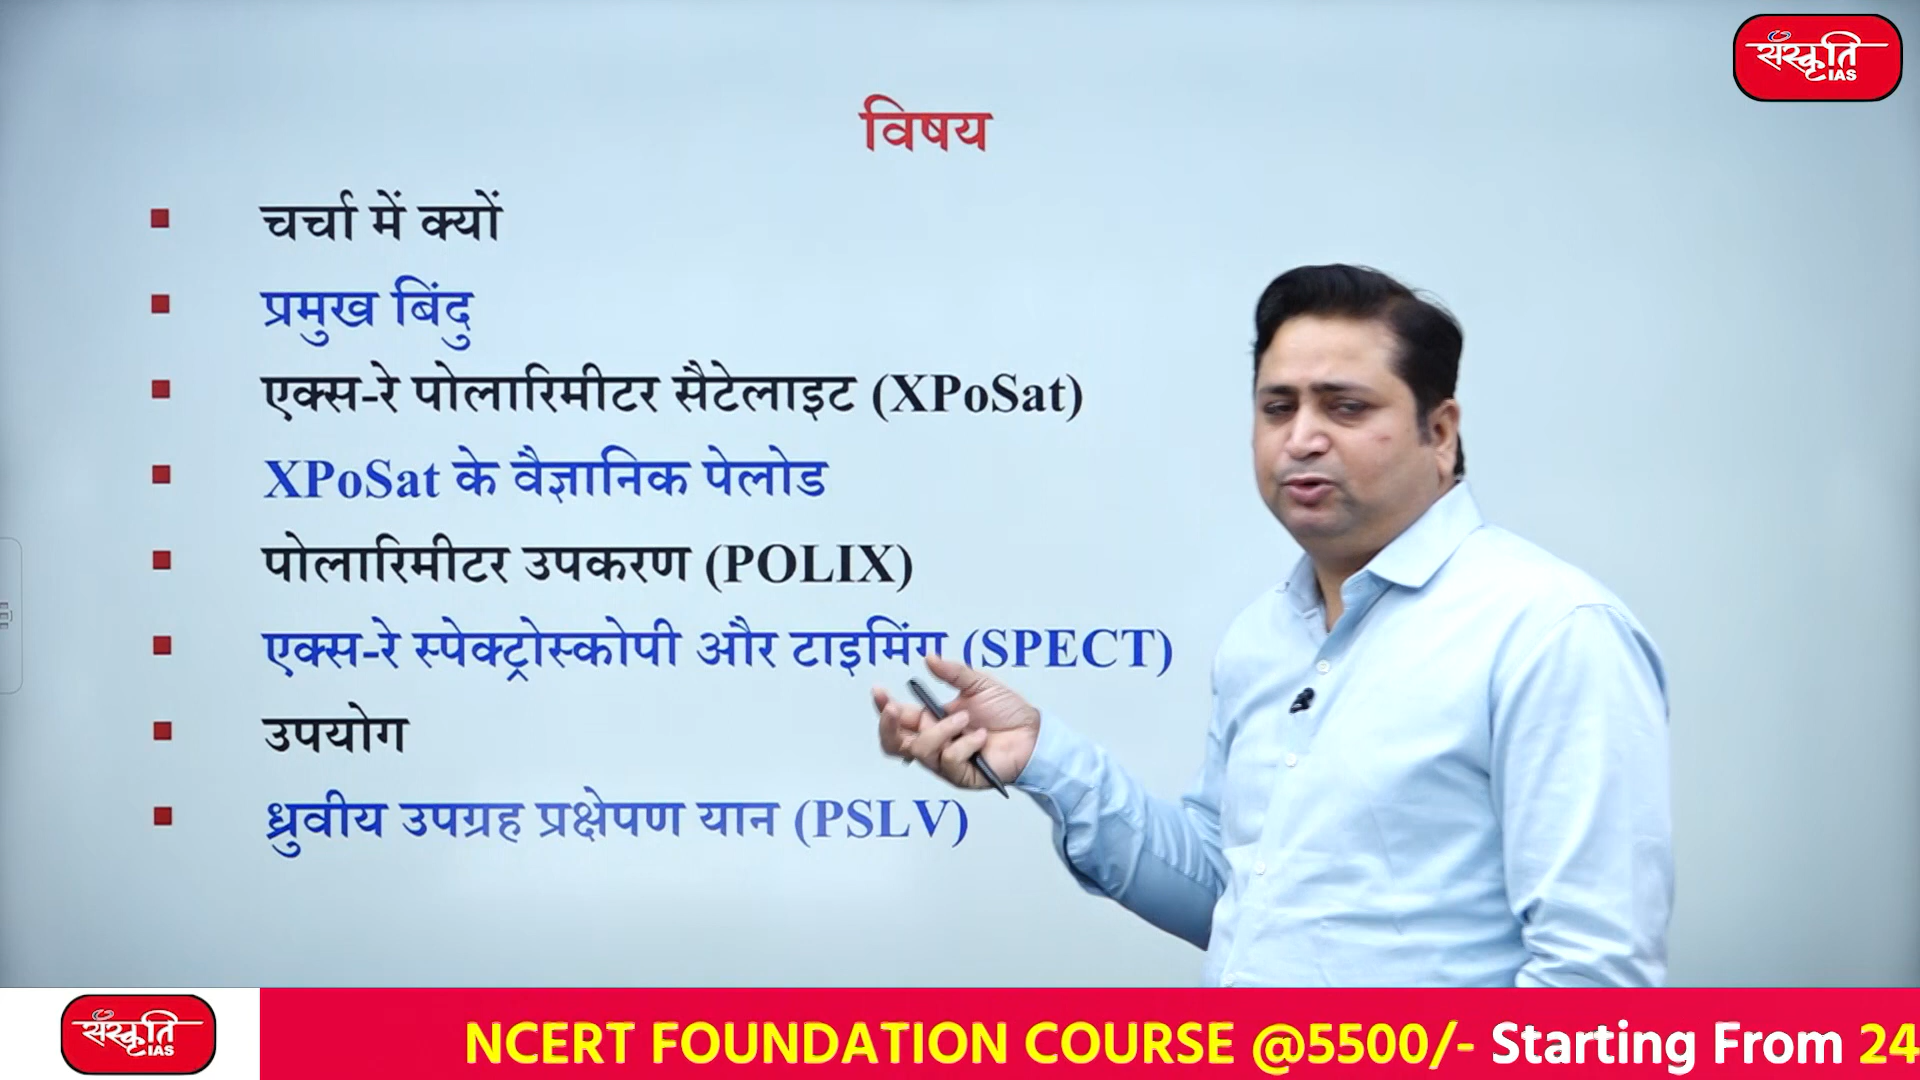 संस्कृति
IAS
विषय
चर्चा में क्यों
प्रमुख बिंदु
एक्स-रे पोलारिमीटर सैटेलाइट (XPoSat)
XPoSat के वैज्ञानिक पेलोड
पोलारिमीटर उपकरण (POLIX)
एक्स-रे स्पेक्ट्रोस्कोपी और टाइमिंग (SPECT)
उपयोग
ध्रुवीय उपग्रह प्रक्षेपण यान (PSLV)
संस्कृति
IAS
NCERT FOUNDATION COURSE @5500/- Starting From 24